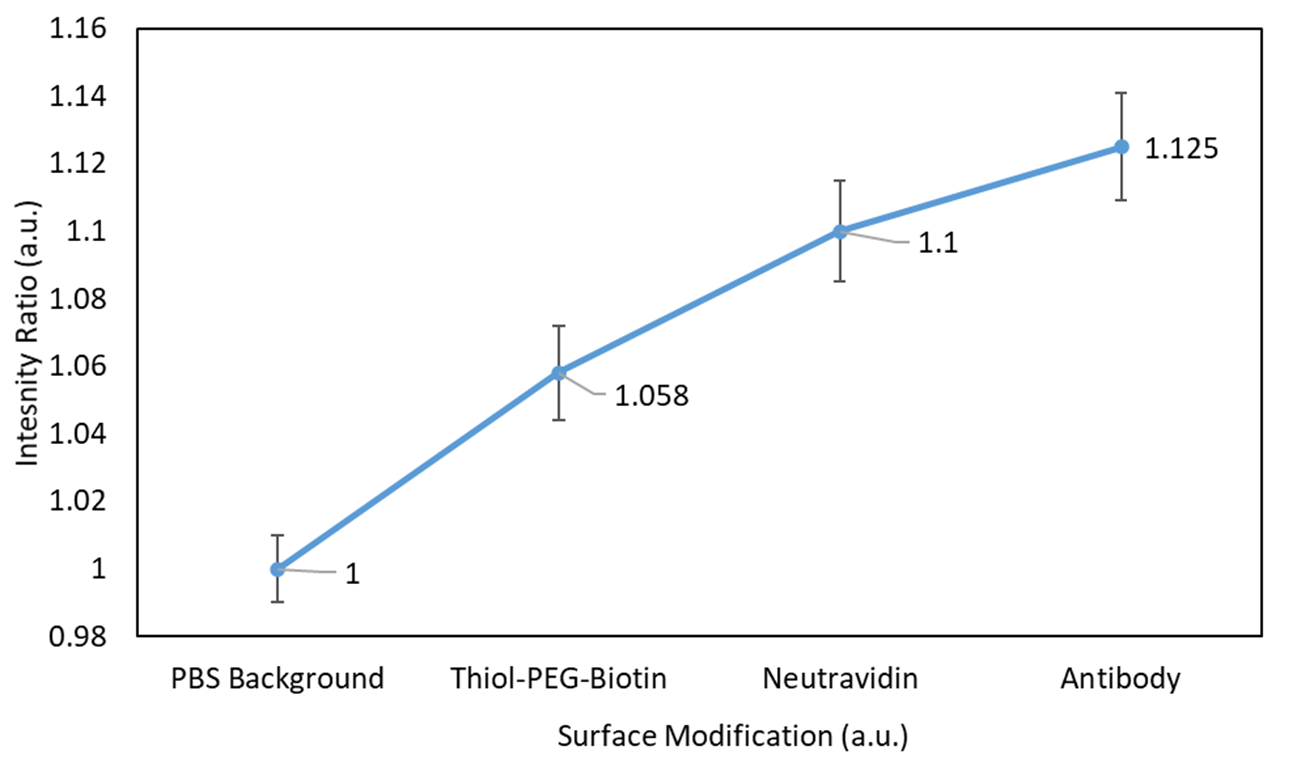 1.16
1.14
1.12
1.1
1.08
1.06
1.04
1.02
1
0.98
Intesnity Ratio (a.u.)
1
1.058
1.1
1.125
PBS Background
Thiol-PEG-Biotin
Neutravidin
Antibody
Surface Modification (a.u.)